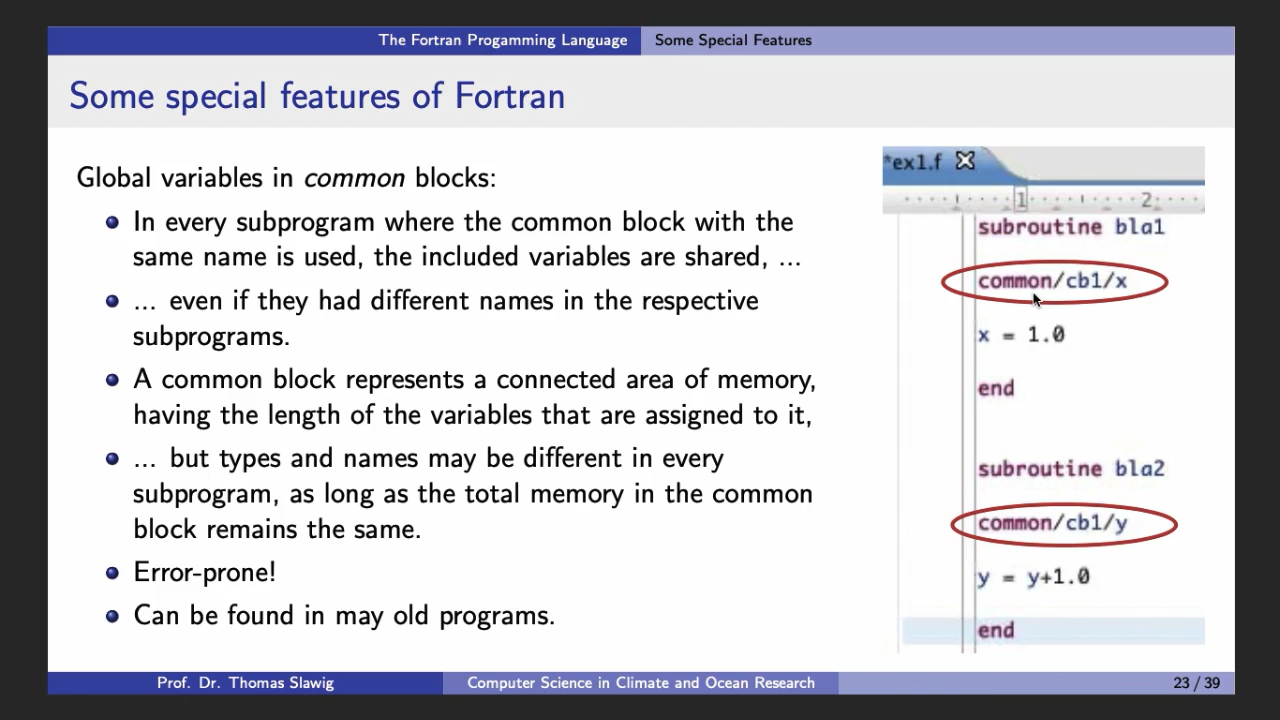 The Fortran Progamming Language Some Special Features
Some special features of Fortran
Global variables in common blocks:
In every subprogram where the common block with the
same name is used, the included variables are shared, ...
... even if they had different names in the respective
subprograms.
A common block represents a connected area of memory,
having the length of the variables that are assigned to it,
... but types and names may be different in every
subprogram, as long as the total memory in the common
block remains the same.
Error-prone!
Can be found in may old programs.
*ex1.f
1 2
subroutine bla1
common/cb1/x
x = 1.0
end
subroutine bla2
common/cb1/y
y = y+1.0
end
Prof. Dr. Thomas Slawig Computer Science in Climate and Ocean Research 23 / 39